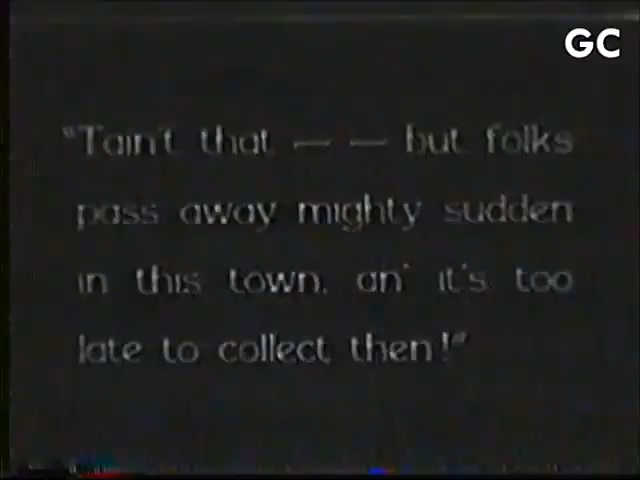 GC
"Tain't that — — but folks
pass away mighty sudden
in this town, an' it's too
late to collect then!"